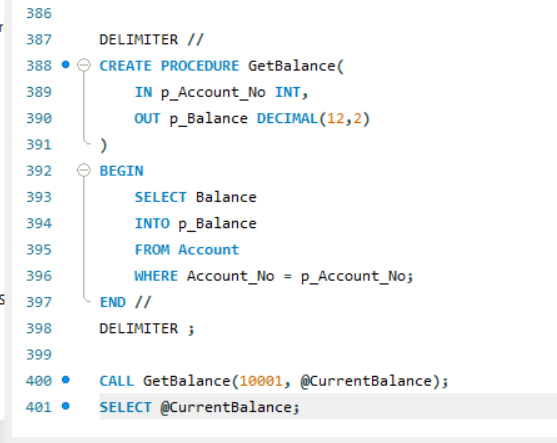 386
387 DELIMITER //
388 CREATE PROCEDURE GetBalance(
389 IN p_Account_No INT,
390 OUT p_Balance DECIMAL(12,2)
391 )
392 BEGIN
393 SELECT Balance
394 INTO p_Balance
395 FROM Account
396 WHERE Account_No = p_Account_No;
397 END //
398 DELIMITER ;
399
400 CALL GetBalance(10001, @CurrentBalance);
401 SELECT @CurrentBalance;